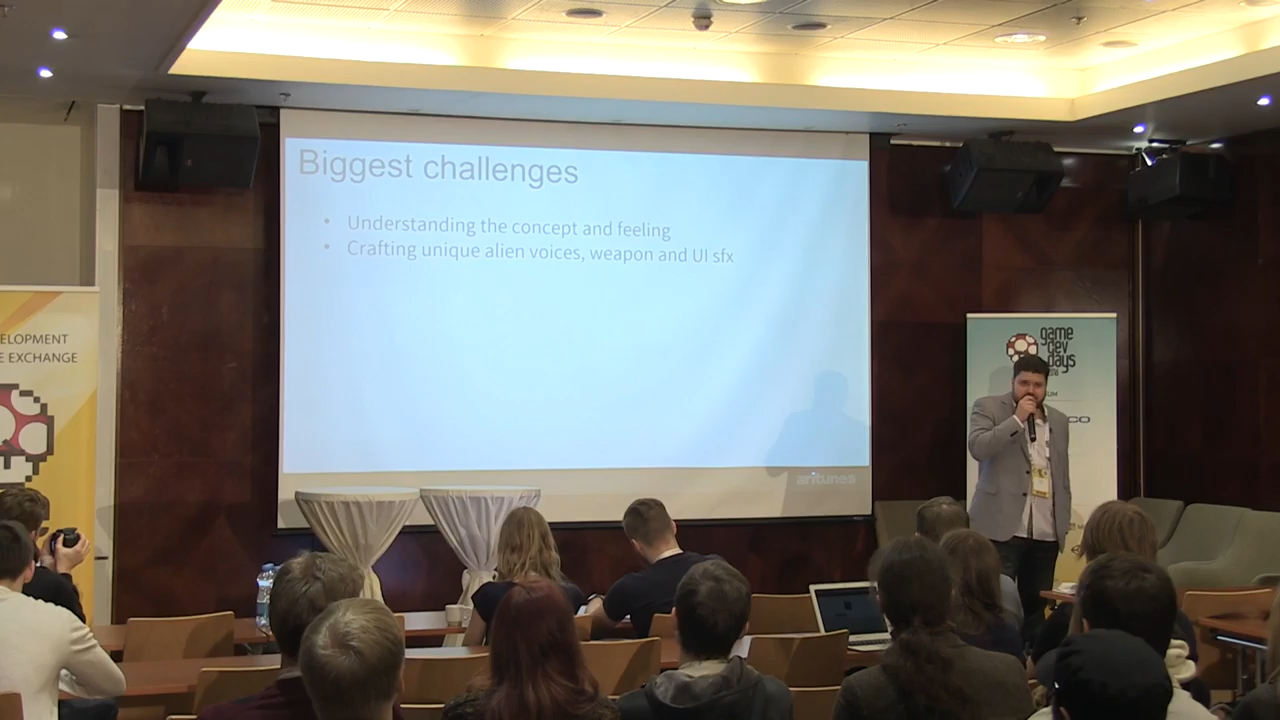 Biggest challenges
• Understanding the concept and feeling
• Crafting unique alien voices, weapon and UI sfx
ELOPMENT
E EXCHANGE
game
dev
days